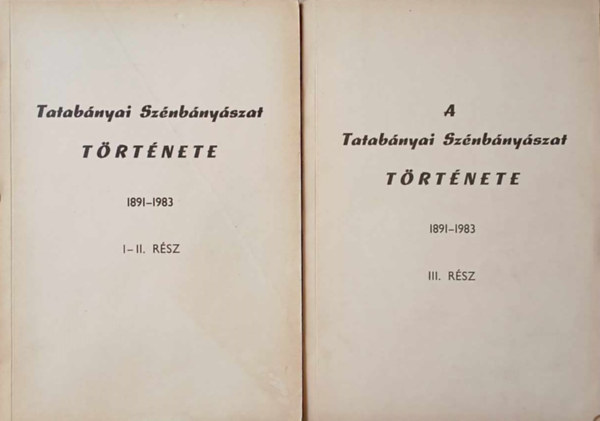 Tatabányai Szénbányászat
TÖRTÉNETE
1891-1983
I-II. RÉSZ
A
Tatabányai Szénbányászat
TÖRTÉNETE
1891-1983
III. RÉSZ